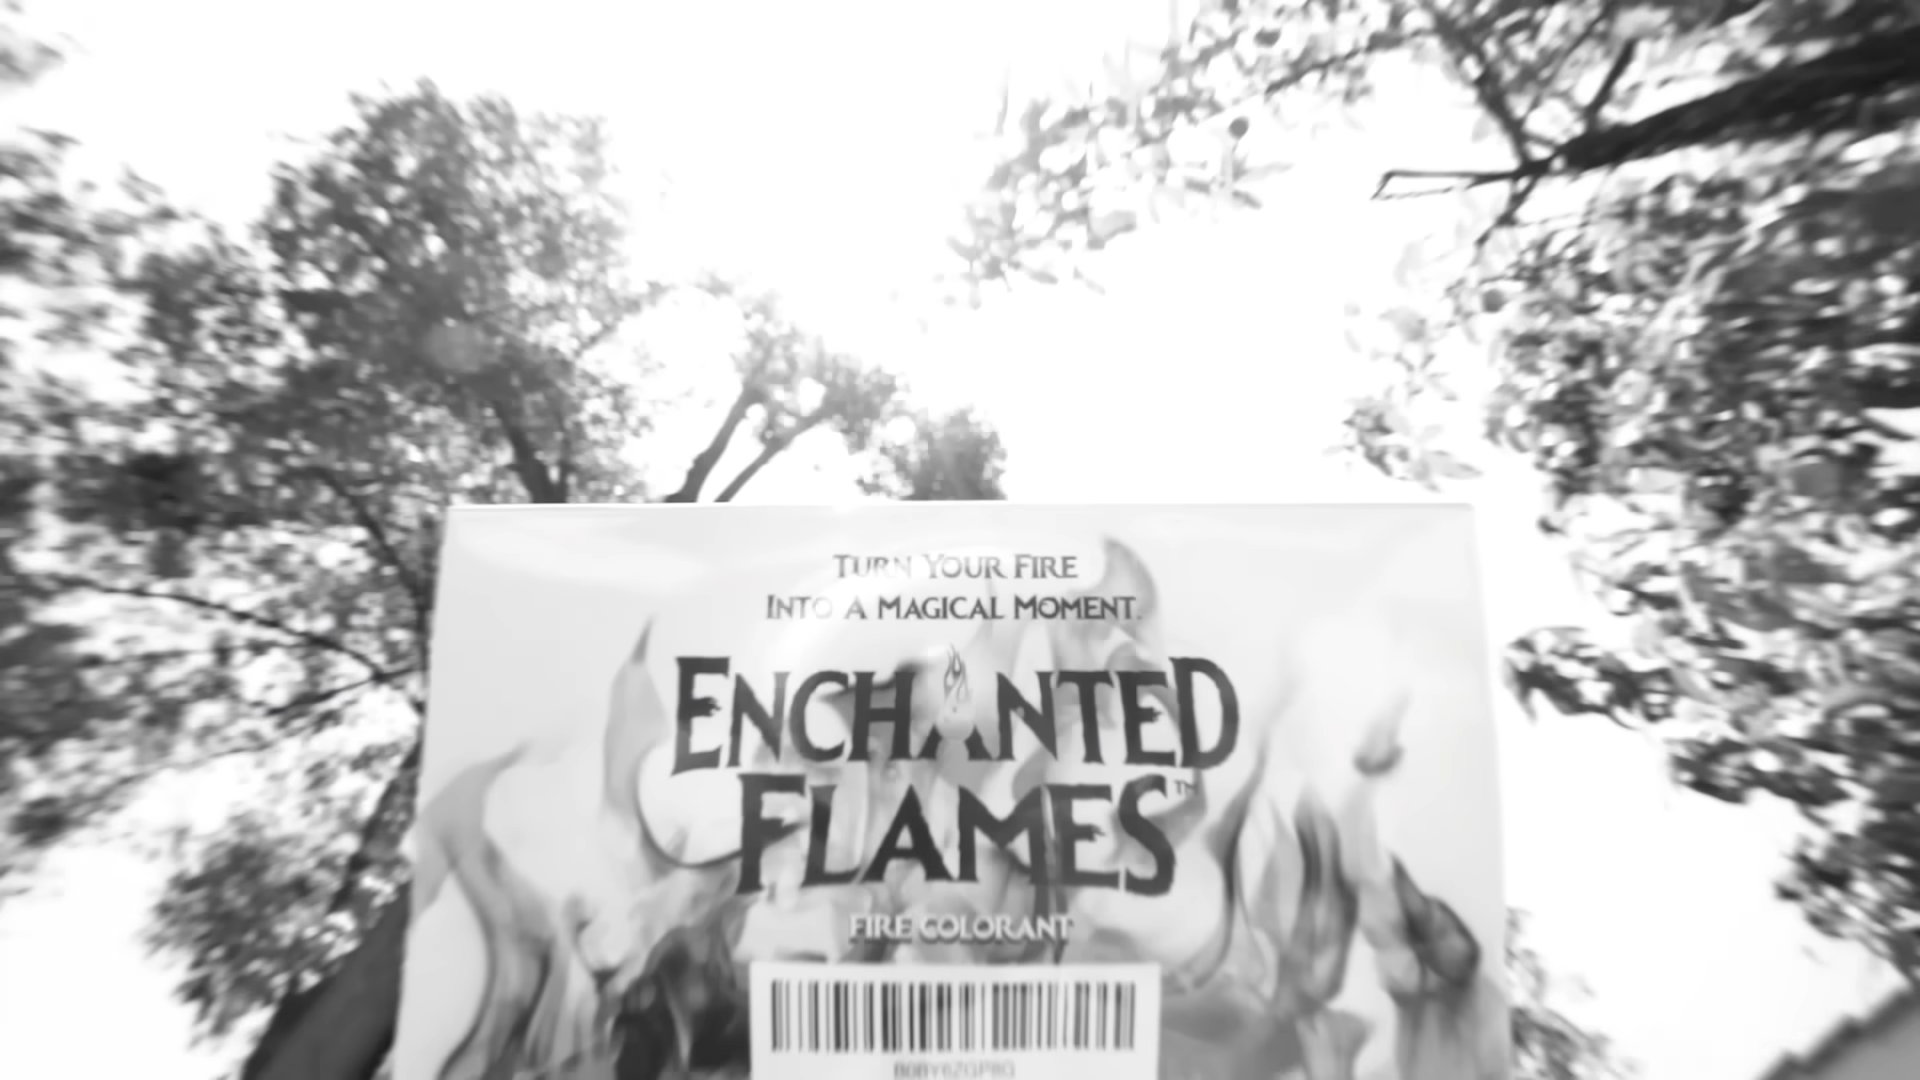 TURN YOUR FIRE
INTO A MAGICAL MOMENT.
ENCHANTED
FLAMES™
FIRE COLORANT